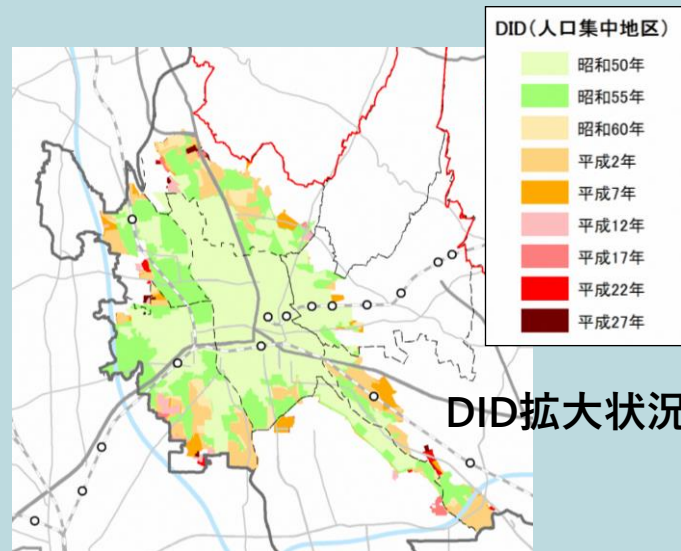 DID(人口集中地区)
昭和50年
昭和55年
昭和60年
平成2年
平成7年
平成12年
平成17年
平成22年
平成27年
DID拡大状況